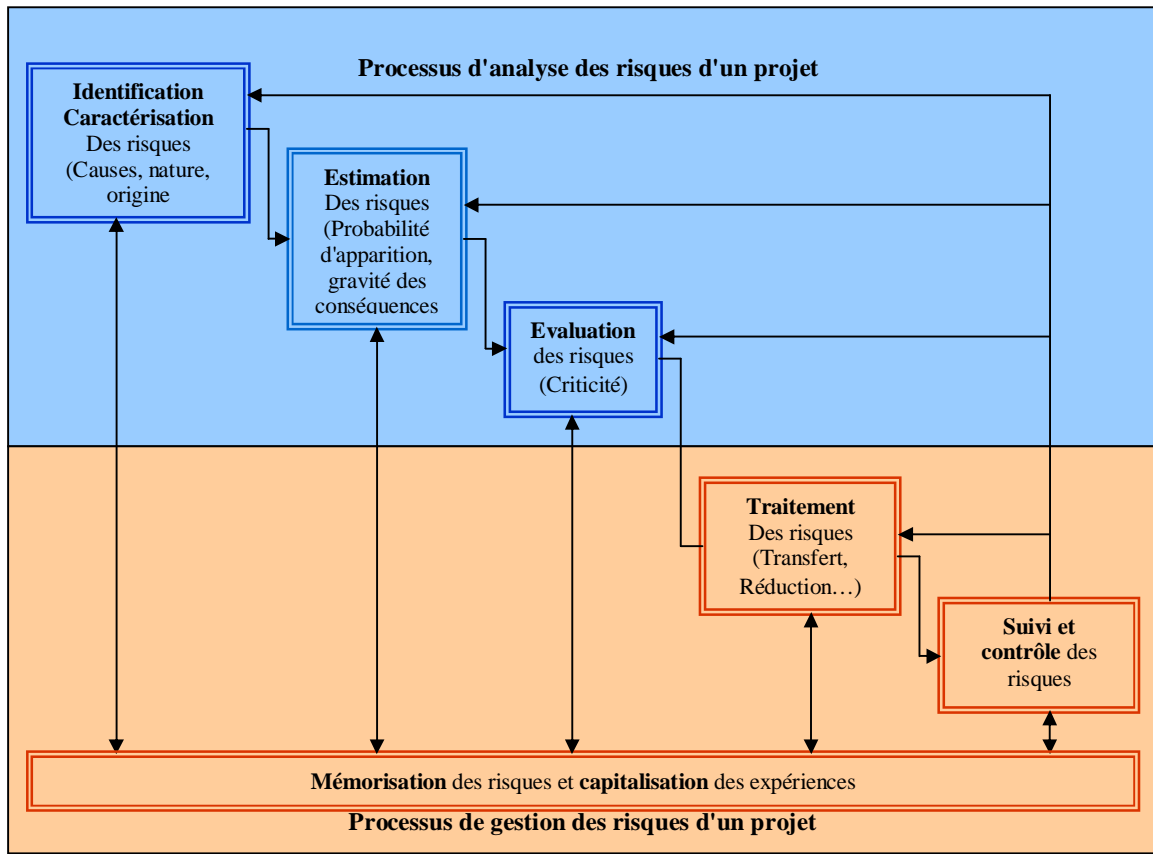 Processus d'analyse des risques d'un projet
Identification
Caractérisation
Des risques
(Causes, nature,
origine
Estimation
Des risques
(Probabilité
d'apparition,
gravité des
conséquences
Evaluation
des risques
(Criticité)
Traitement
Des risques
(Transfert,
Réduction…)
Suivi et
contrôle des
risques
Mémorisation des risques et capitalisation des expériences
Processus de gestion des risques d'un projet